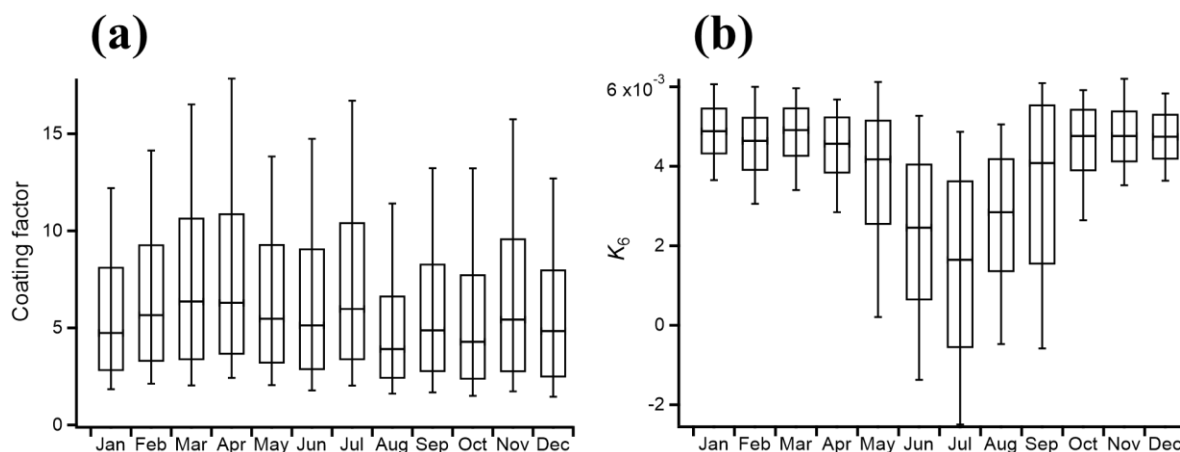 (a)
Coating factor
15
10
5
0
Jan Feb Mar Apr May Jun Jul Aug Sep Oct Nov Dec
(b)
K6
6 x10-3
4
2
0
-2
Jan Feb Mar Apr May Jun Jul Aug Sep Oct Nov Dec